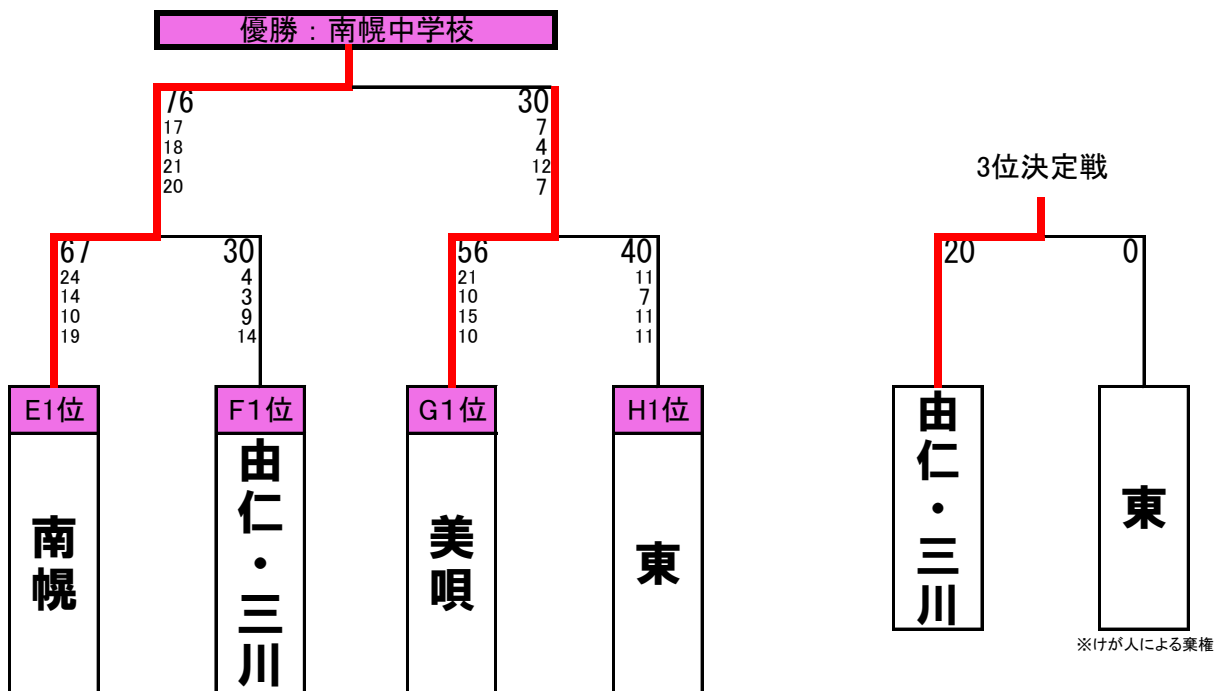 優勝：南幌中学校
76
30
17
7
18
4
21
12
20
7
3位決定戦
67
30
56
40
20
0
24
4
21
11
14
3
10
7
10
9
15
11
19
14
10
11
E1位
F1位
G1位
H1位
南幌
由仁・三川
美唄
東
由仁・三川
東
※けが人による棄権